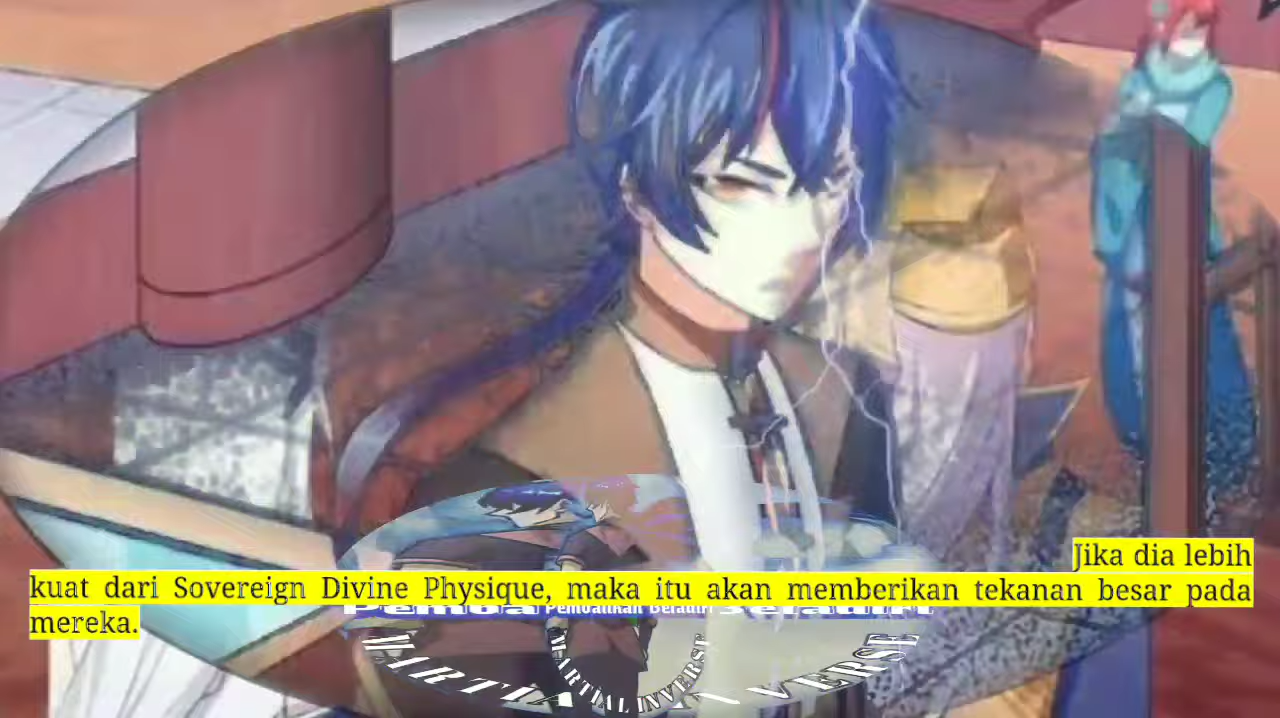 Jika dia lebih
kuat dari Sovereign Divine Physique, maka itu akan memberikan tekanan besar pada
mereka.
Pembalikan Beladiri
MARTIAL INVERSE